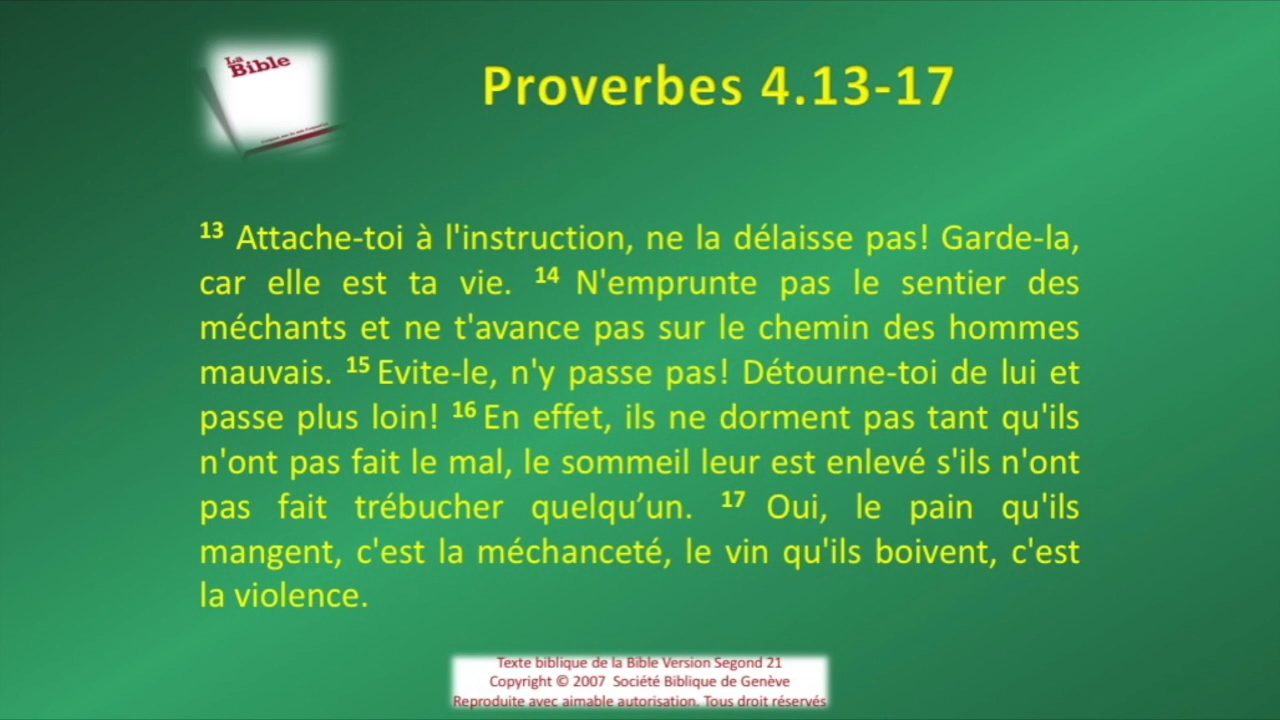 La
Bible
Proverbes 4.13-17
13 Attache-toi à l'instruction, ne la délaisse pas! Garde-la,
car elle est ta vie. 14 N'emprunte pas le sentier des
méchants et ne t'avance pas sur le chemin des hommes
mauvais. 15 Evite-le, n'y passe pas! Détourne-toi de lui et
passe plus loin! 16 En effet, ils ne dorment pas tant qu'ils
n'ont pas fait le mal, le sommeil leur est enlevé s'ils n'ont
pas fait trébucher quelqu’un. 17 Oui, le pain qu'ils
mangent, c'est la méchanceté, le vin qu'ils boivent, c'est
la violence.
Texte biblique de la Bible Version Segond 21
Copyright © 2007 Société Biblique de Genève
Reproduite avec aimable autorisation. Tous droit réservés